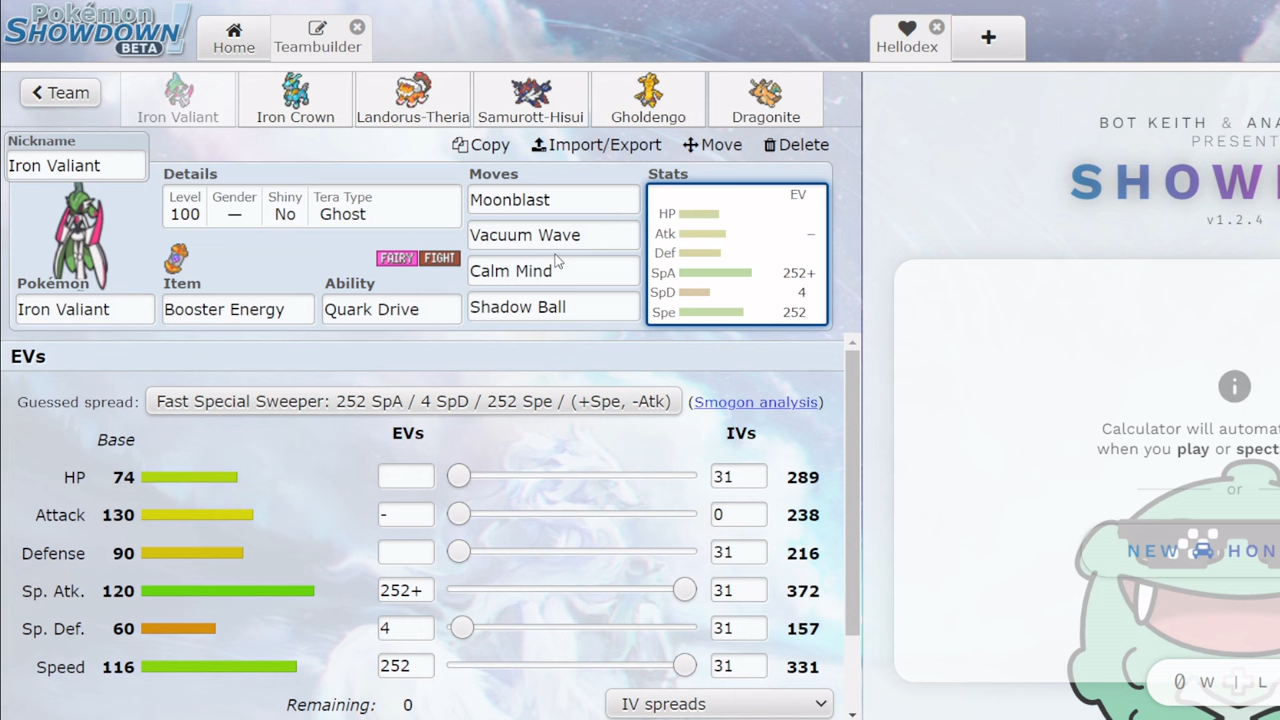 Pokémon
SHOWDOWN!
BETA
Home
Teambuilder
Hellodex
+
Team
Iron Valiant
Iron Crown
Landorus-Theria
Samurott-Hisui
Gholdengo
Dragonite
Copy Import/Export Move Delete
Nickname
Iron Valiant
Details
Level
100
Gender
—
Shiny
No
Tera Type
Ghost
FAIRY FIGHT
Pokémon
Iron Valiant
Item
Booster Energy
Ability
Quark Drive
Moves
Moonblast
Vacuum Wave
Calm Mind
Shadow Ball
Stats
EV
HP
Atk –
Def
SpA 252+
SpD 4
Spe 252
EVs
Guessed spread: Fast Special Sweeper: 252 SpA / 4 SpD / 252 Spe / (+Spe, -Atk) (Smogon analysis)
Base EVs IVs
HP 74 31 289
Attack 130 - 0 238
Defense 90 31 216
Sp. Atk. 120 252+ 31 372
Sp. Def. 60 4 31 157
Speed 116 252 31 331
Remaining: 0 IV spreads
BOT KEITH & ANA
PRESENT
SHOW
v1.2.4
Calculator will automa
when you play or spect
or
NEW HON
0 W | L